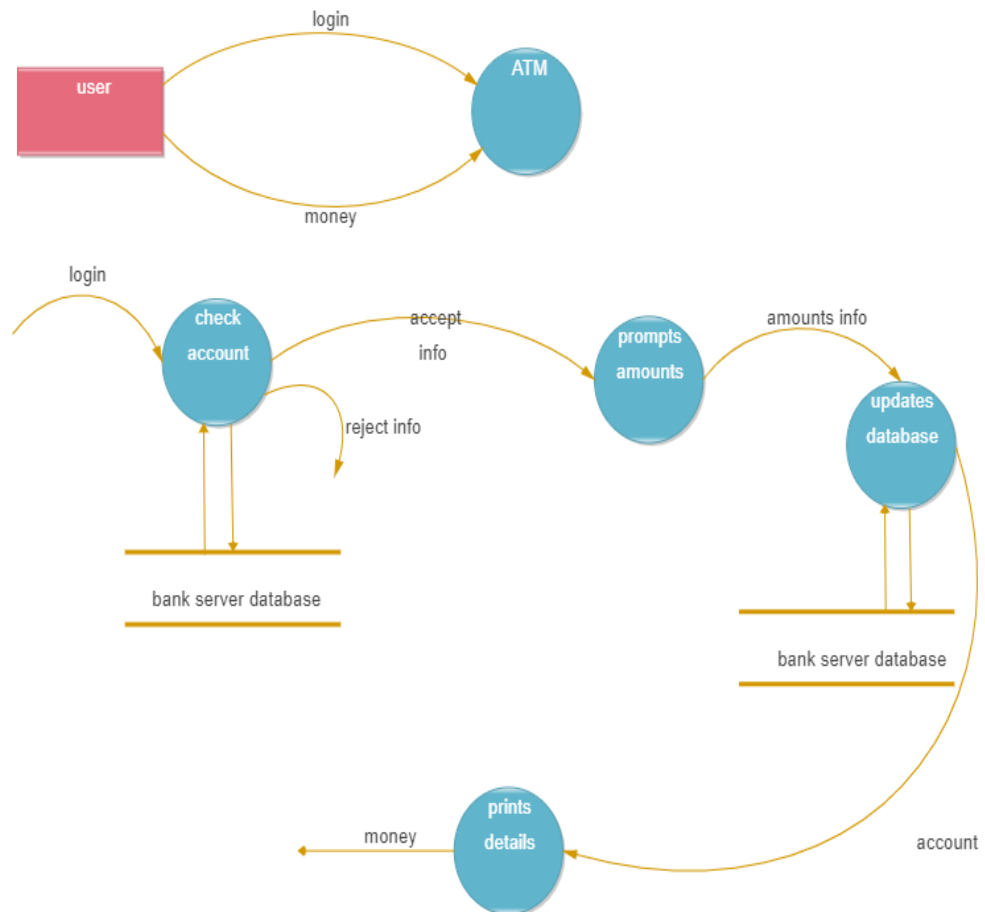 login
user
ATM
money
login
check
account
accept
info
prompts
amounts
amounts info
updates
database
reject info
bank server database
bank server database
prints
details
money
account